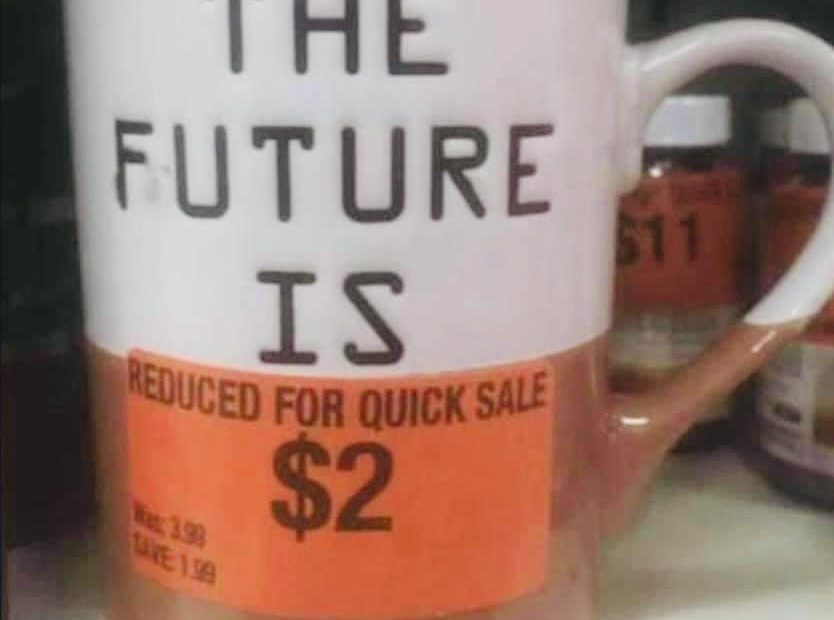 THE
FUTURE
IS
REDUCED FOR QUICK SALE
$2
Was: 3.99
SAVE: 1.99
$11